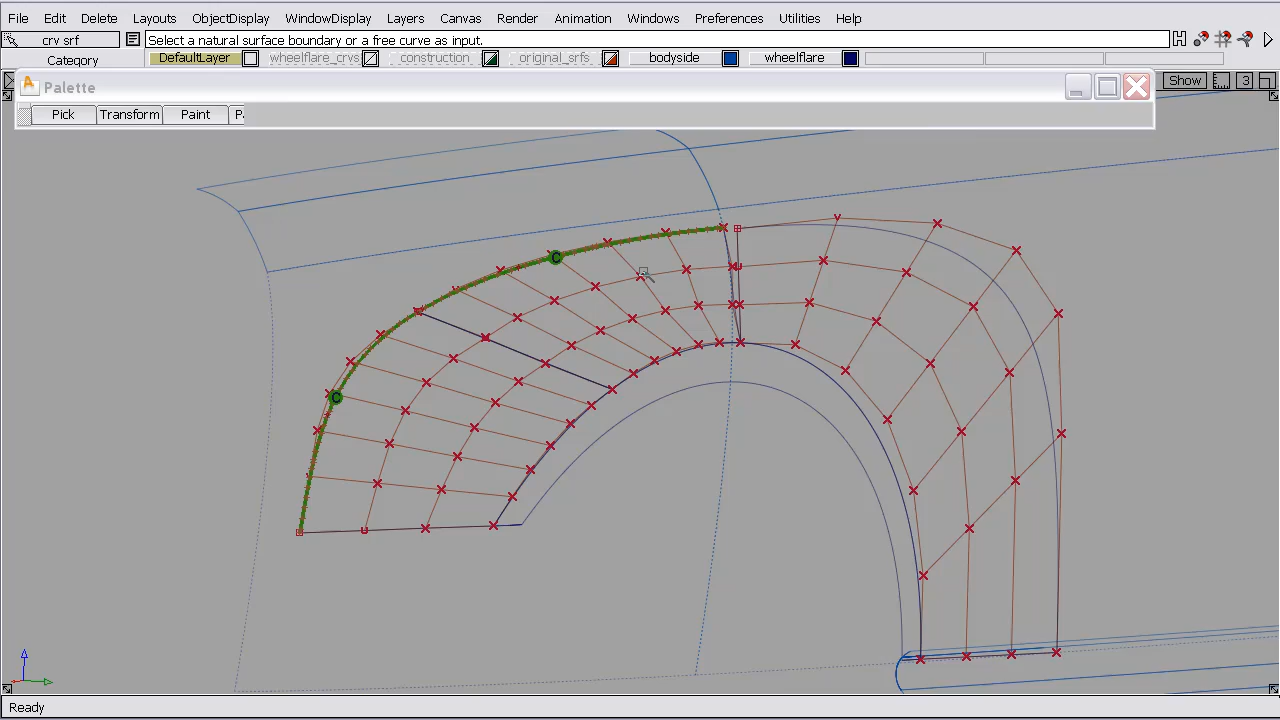 File Edit Delete Layouts ObjectDisplay WindowDisplay Layers Canvas Render Animation Windows Preferences Utilities Help
crv srf Select a natural surface boundary or a free curve as input.
Category DefaultLayer wheelflare_crvs construction original_srfs bodyside wheelflare
Palette Show 3
Pick Transform Paint
C
C
v
u
u
Ready